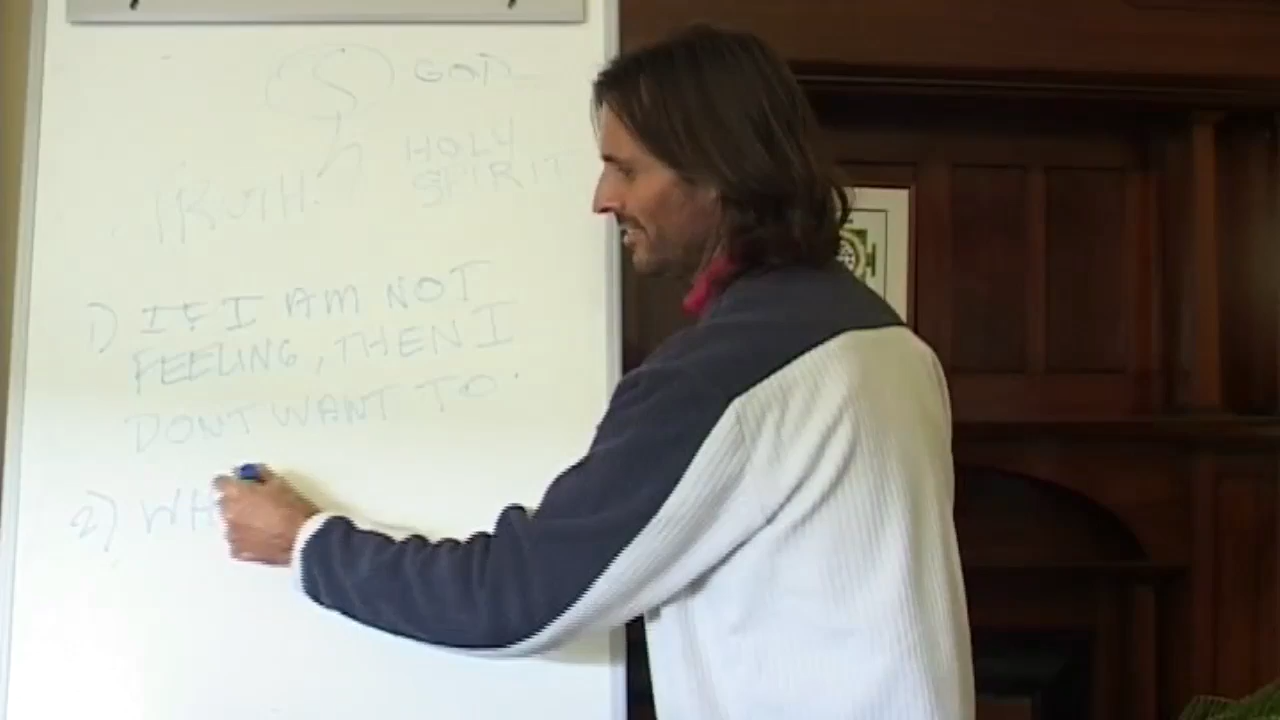 GOD
HOLY
SPIRIT
TRUTH
1) IF I AM NOT
FEELING, THEN I
DONT WANT TO.
2) WH